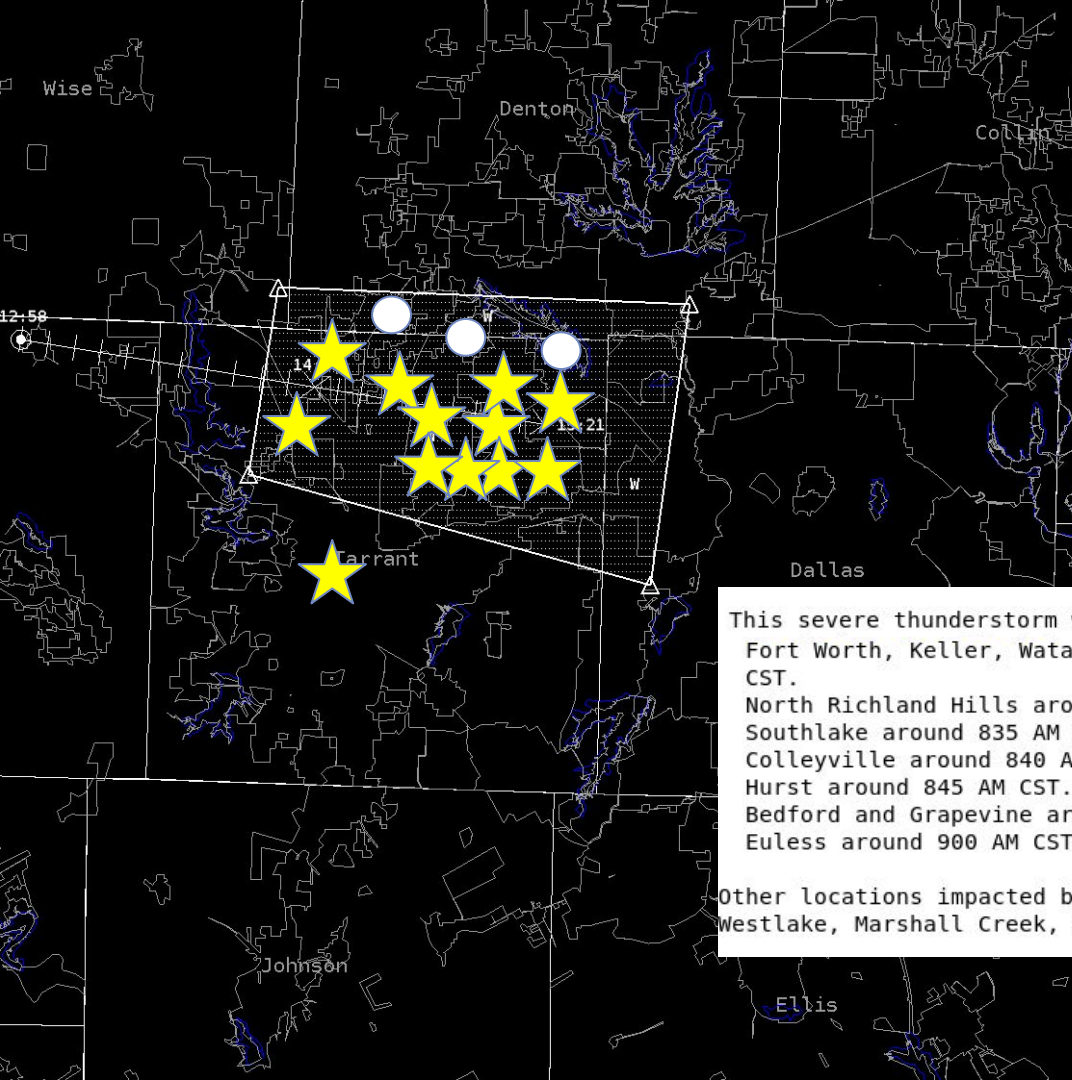 Wise
Denton
Collin
12:58
W
14
21
W
Tarrant
Dallas
This severe thunderstorm
Fort Worth, Keller, Wata
CST.
North Richland Hills aro
Southlake around 835 AM
Colleyville around 840 A
Hurst around 845 AM CST.
Bedford and Grapevine ar
Euless around 900 AM CST
Other locations impacted b
Westlake, Marshall Creek,
Johnson
Ellis